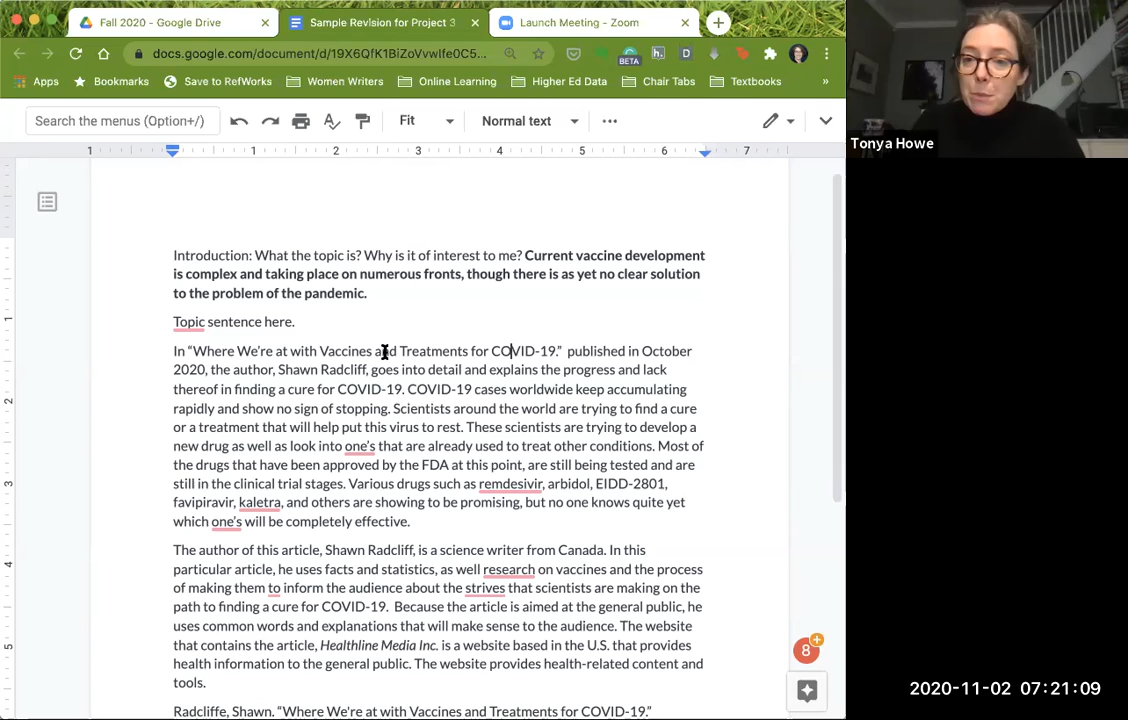 Fall 2020 - Google Drive
Sample Revision for Project 3
Launch Meeting - Zoom
docs.google.com/document/d/19X6QfK1BiZoVvwIfe0C5...
BETA
Apps Bookmarks Save to RefWorks Women Writers Online Learning Higher Ed Data Chair Tabs Textbooks »
Search the menus (Option+/) Fit Normal text
1 1 2 3 4 5 6 7
Tonya Howe
Introduction: What the topic is? Why is it of interest to me? Current vaccine development
is complex and taking place on numerous fronts, though there is as yet no clear solution
to the problem of the pandemic.
Topic sentence here.
In “Where We’re at with Vaccines and Treatments for COVID-19.”  published in October
2020, the author, Shawn Radcliff, goes into detail and explains the progress and lack
thereof in finding a cure for COVID-19. COVID-19 cases worldwide keep accumulating
rapidly and show no sign of stopping. Scientists around the world are trying to find a cure
or a treatment that will help put this virus to rest. These scientists are trying to develop a
new drug as well as look into one’s that are already used to treat other conditions. Most of
the drugs that have been approved by the FDA at this point, are still being tested and are
still in the clinical trial stages. Various drugs such as remdesivir, arbidol, EIDD-2801,
favipiravir, kaletra, and others are showing to be promising, but no one knows quite yet
which one’s will be completely effective.
The author of this article, Shawn Radcliff, is a science writer from Canada. In this
particular article, he uses facts and statistics, as well research on vaccines and the process
of making them to inform the audience about the strives that scientists are making on the
path to finding a cure for COVID-19.  Because the article is aimed at the general public, he
uses common words and explanations that will make sense to the audience. The website
that contains the article, Healthline Media Inc. is a website based in the U.S. that provides
health information to the general public. The website provides health-related content and
tools.
Radcliffe, Shawn. “Where We're at with Vaccines and Treatments for COVID-19.”
1
2
3
4
5
8
2020-11-02 07:21:09